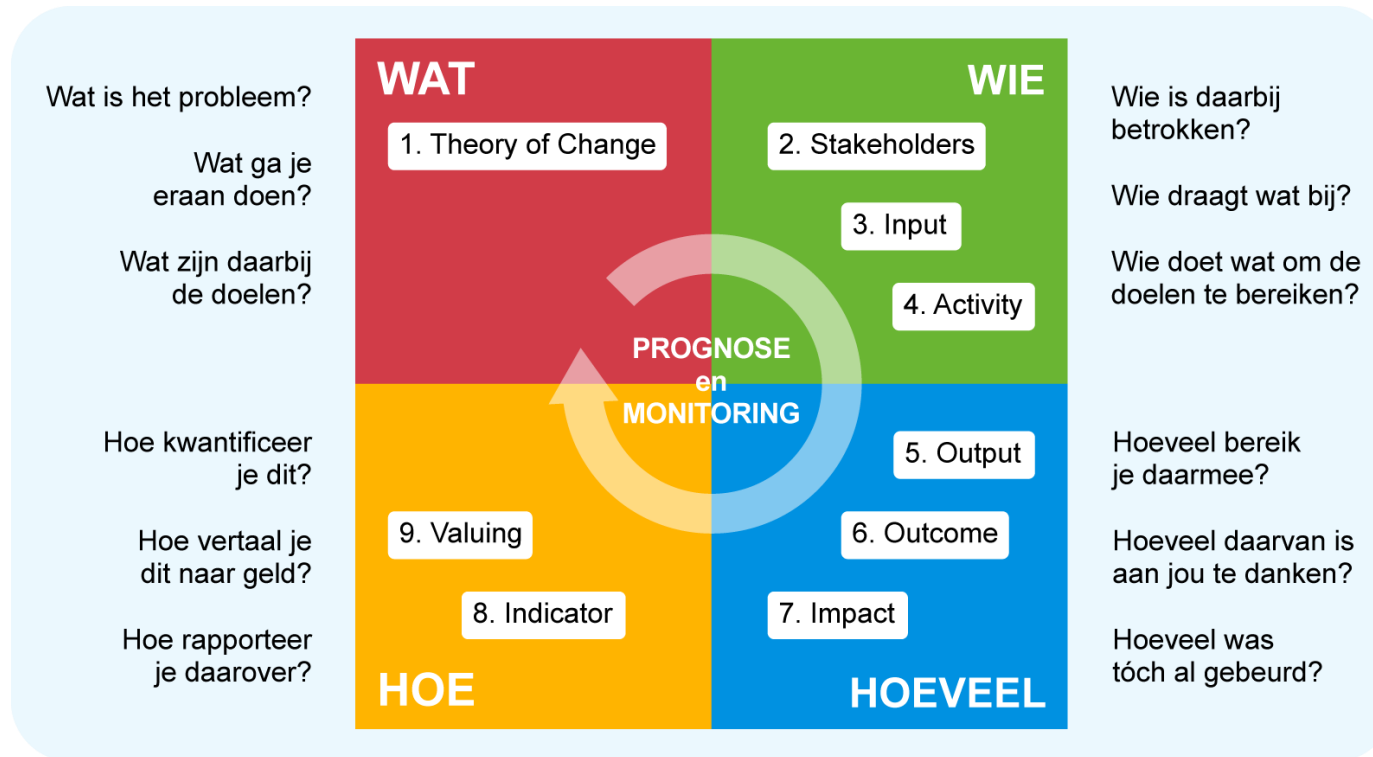 WAT
Wat is het probleem?
Wat ga je
eraan doen?
Wat zijn daarbij
de doelen?
1. Theory of Change
WIE
2. Stakeholders
3. Input
4. Activity
Wie is daarbij
betrokken?
Wie draagt wat bij?
Wie doet wat om de
doelen te bereiken?
PROGNOSE
en
MONITORING
5. Output
6. Outcome
7. Impact
HOEVEEL
Hoeveel bereik
je daarmee?
Hoeveel daarvan is
aan jou te danken?
Hoeveel was
tóch al gebeurd?
Hoe kwantificeer
je dit?
Hoe vertaal je
dit naar geld?
Hoe rapporteer
je daarover?
9. Valuing
8. Indicator
HOE